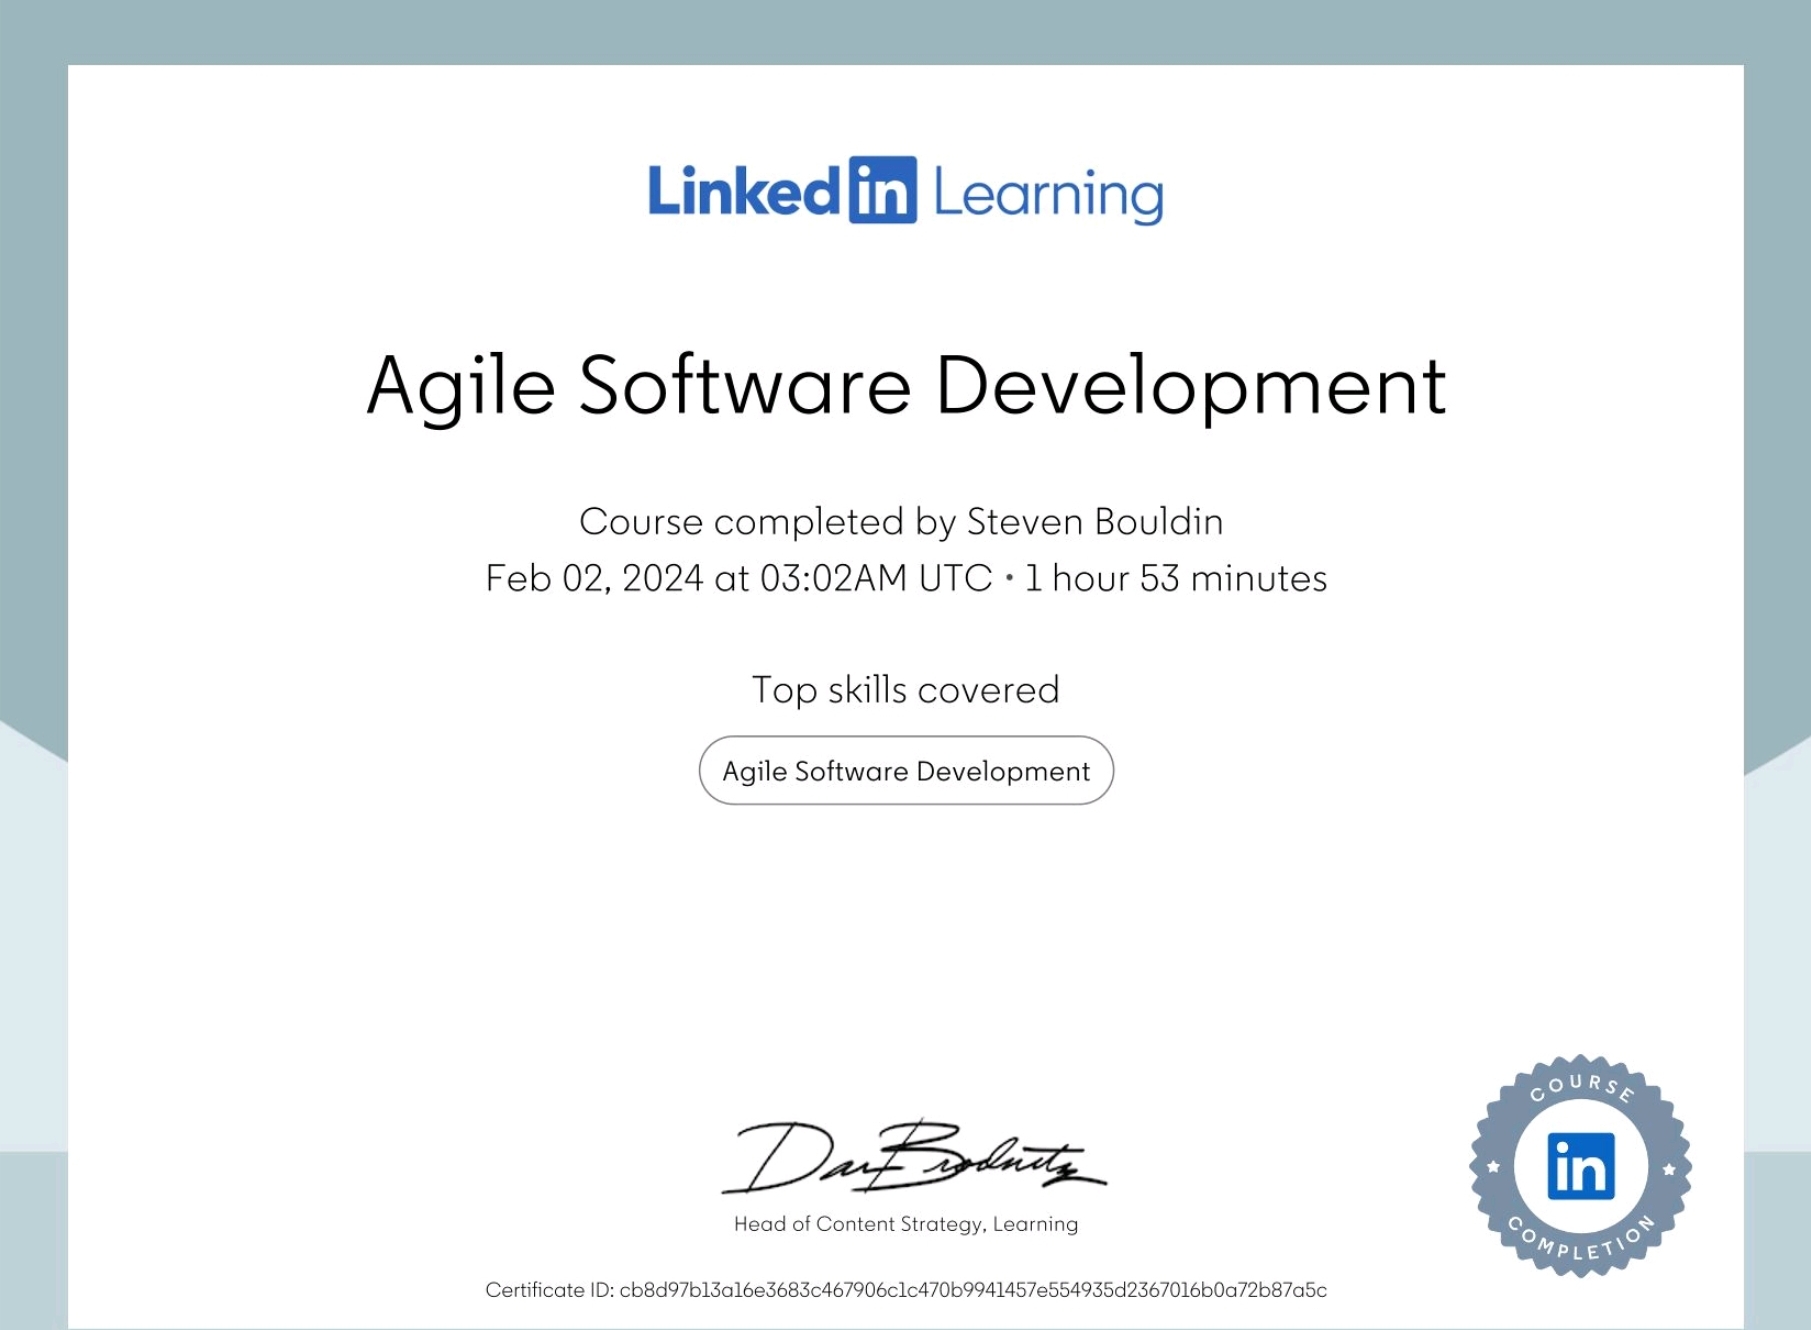 Linkedin Learning
Agile Software Development
Course completed by Steven Bouldin
Feb 02, 2024 at 03:02AM UTC • 1 hour 53 minutes
Top skills covered
Agile Software Development
Head of Content Strategy, Learning
Certificate ID: cb8d97b13a16e3683c467906c1c470b9941457e554935d2367016b0a72b87a5c
COURSE
in
COMPLETION